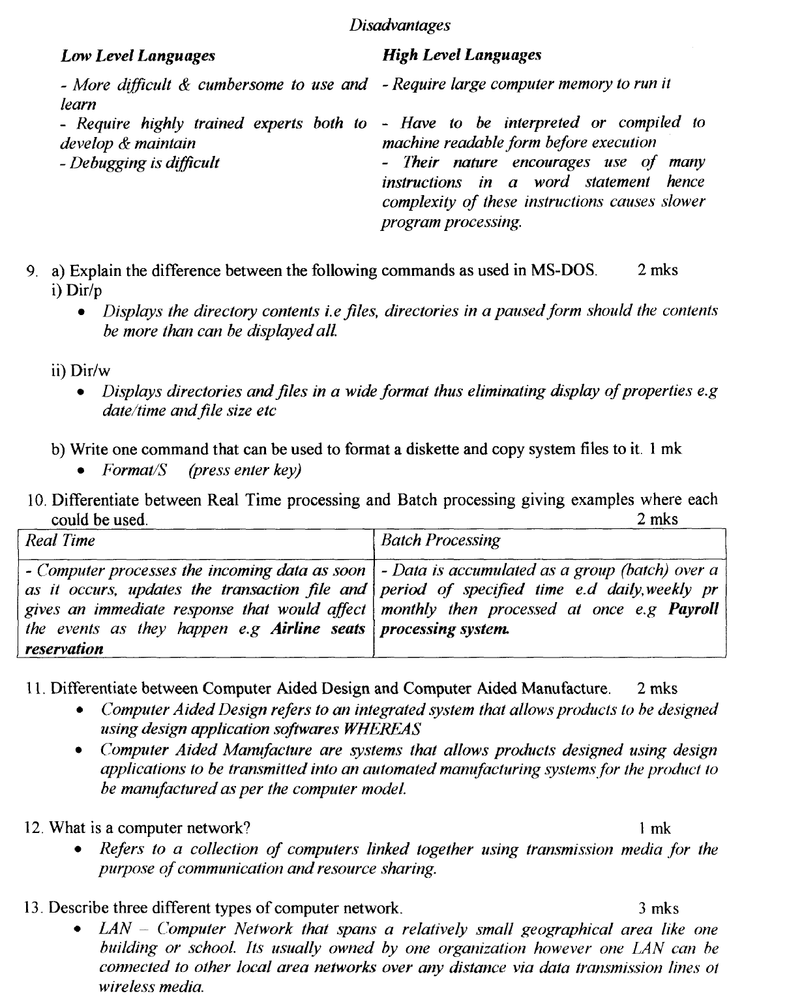 Disadvantages
Low Level Languages
- More difficult & cumbersome to use and
learn
- Require highly trained experts both to
develop & maintain
- Debugging is difficult
High Level Languages
- Require large computer memory to run it
- Have to be interpreted or compiled to
machine readable form before execution
- Their nature encourages use of many
instructions in a word statement hence
complexity of these instructions causes slower
program processing.
9. a) Explain the difference between the following commands as used in MS-DOS. 2 mks
i) Dir/p
• Displays the directory contents i.e files, directories in a paused form should the contents
be more than can be displayed all.
ii) Dir/w
• Displays directories and files in a wide format thus eliminating display of properties e.g
date/time and file size etc
b) Write one command that can be used to format a diskette and copy system files to it. 1 mk
• Format/S (press enter key)
10. Differentiate between Real Time processing and Batch processing giving examples where each
could be used. 2 mks
Real Time
- Computer processes the incoming data as soon
as it occurs, updates the transaction file and
gives an immediate response that would affect
the events as they happen e.g Airline seats
reservation
Batch Processing
- Data is accumulated as a group (batch) over a
period of specified time e.d daily,weekly pr
monthly then processed at once e.g Payroll
processing system.
11. Differentiate between Computer Aided Design and Computer Aided Manufacture. 2 mks
• Computer Aided Design refers to an integrated system that allows products to be designed
using design application softwares WHEREAS
• Computer Aided Manufacture are systems that allows products designed using design
applications to be transmitted into an automated manufacturing systems for the product to
be manufactured as per the computer model.
12. What is a computer network? 1 mk
• Refers to a collection of computers linked together using transmission media for the
purpose of communication and resource sharing.
13. Describe three different types of computer network. 3 mks
• LAN – Computer Network that spans a relatively small geographical area like one
building or school. Its usually owned by one organization however one LAN can be
connected to other local area networks over any distance via data transmission lines ot
wireless media.